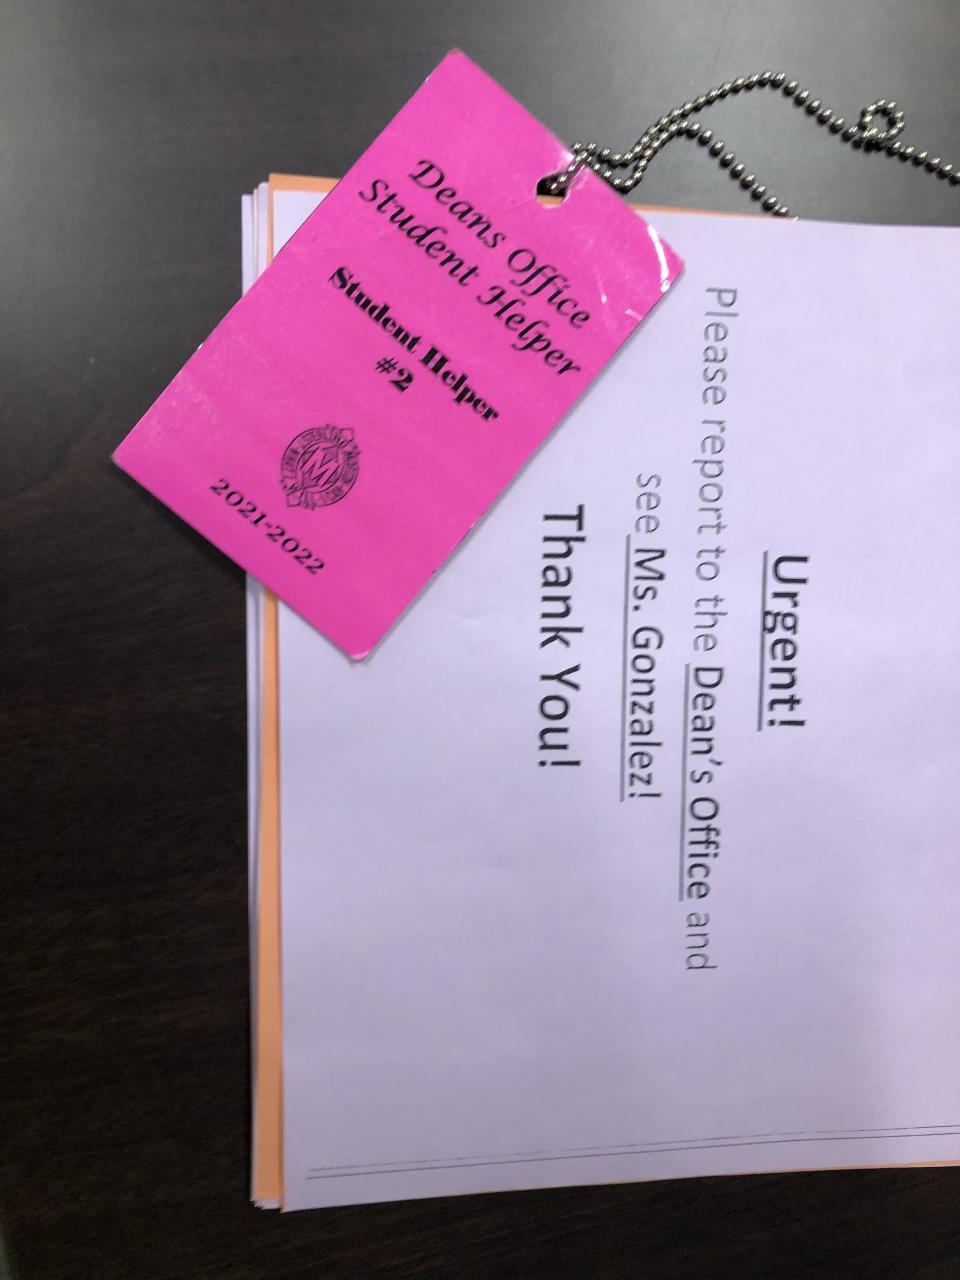 Deans Office
Student Helper
Student Helper
#2
M
2021-2022
Urgent!
Please report to the Dean's Office and
see Ms. Gonzalez!
Thank You!